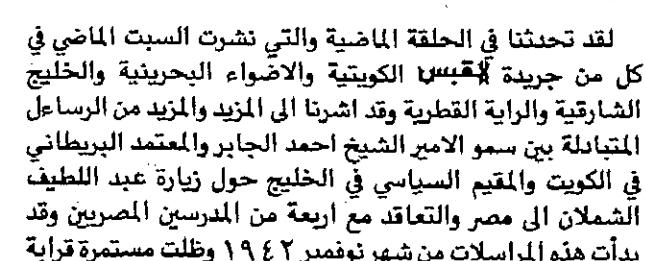 لقد تحدثنا في الحلقة الماضية والتي نشرت السبت الماضي في
كل من جريدة القبس الكويتية والاضواء البحرينية والخليج
الشارقية والراية القطرية وقد اشرنا الى المزيد والمزيد من الرساءل
المتبادلة بين سمو الامير الشيخ احمد الجابر والمعتمد البريطاني
في الكويت والمقيم السياسي في الخليج حول زيارة عبد اللطيف
الشملان الى مصر والتعاقد مع اربعة من المدرسين المصريين وقد
بدأت هذه المراسلات من شهر نوفمبر ١٩٤٢ وظلت مستمرة قرابة